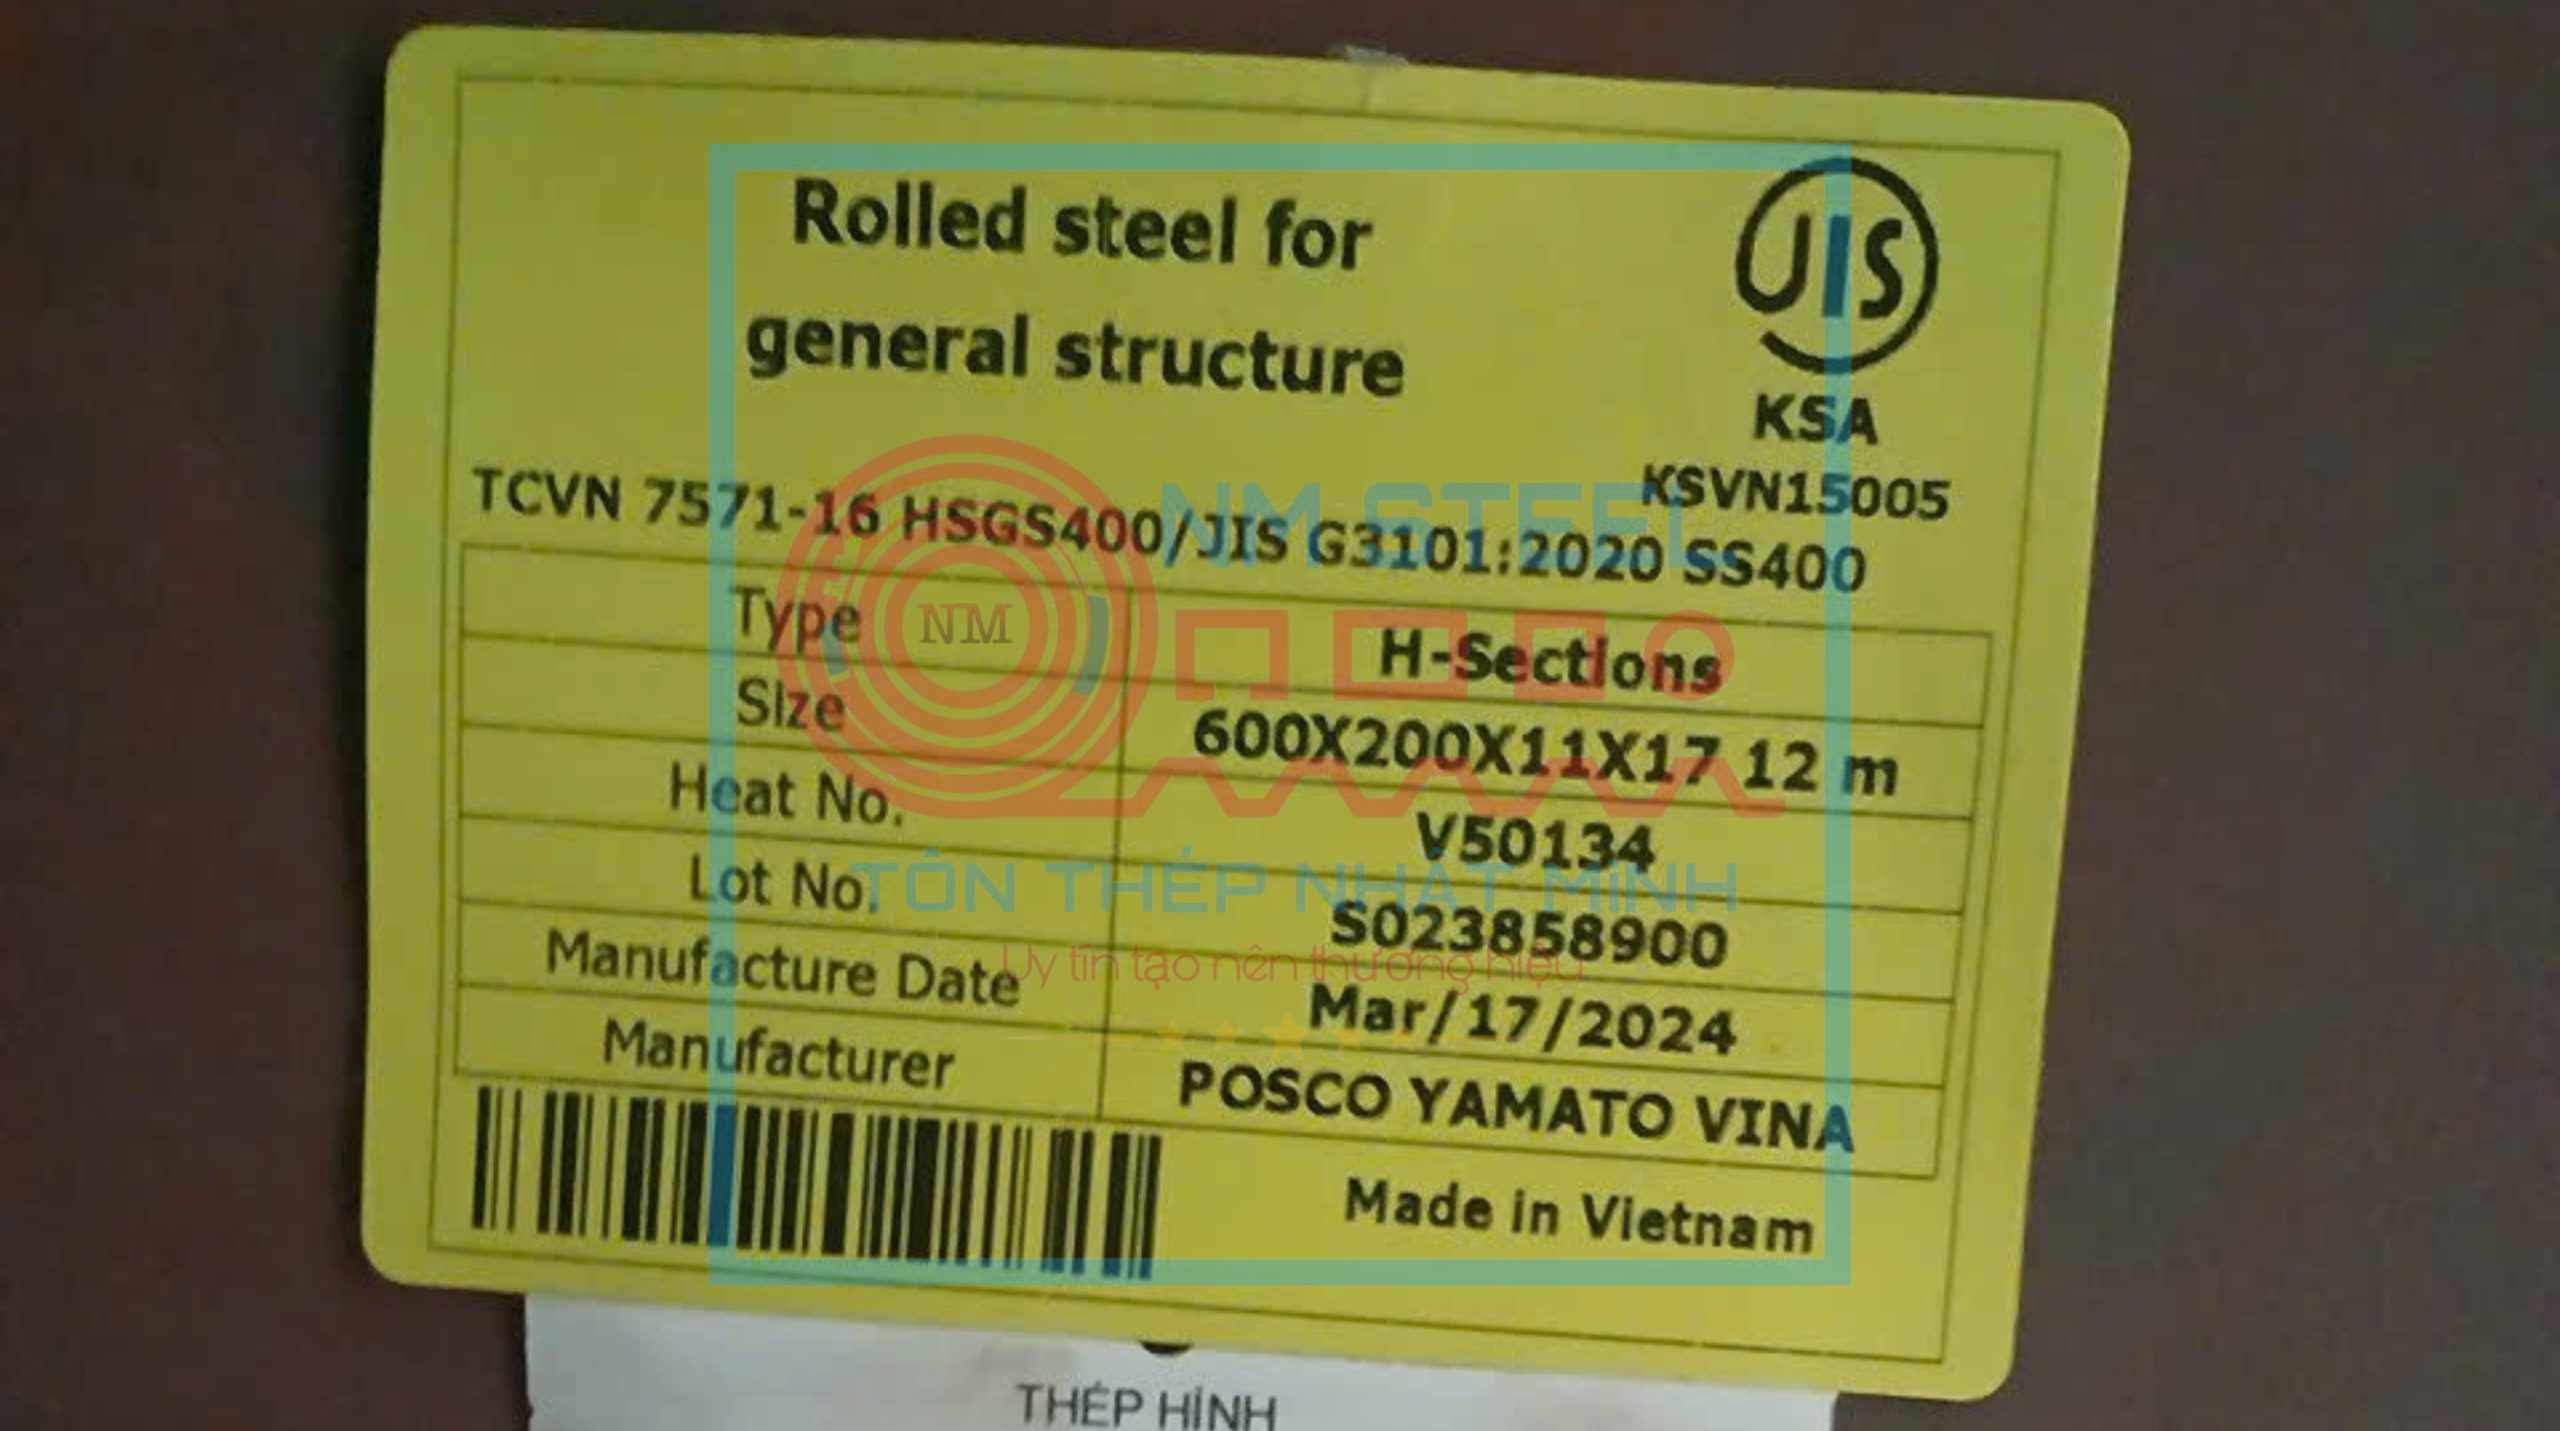 Rolled steel for
general structure
JIS
KSA
KSVN15005
TCVN 7571-16 HSGS400/JIS G3101:2020 SS400
Type H-Sections
Size 600X200X11X17 12 m
Heat No. V50134
Lot No. S023858900
Manufacture Date Mar/17/2024
Manufacturer POSCO YAMATO VINA
Made in Vietnam
THÉP HÌNH
NM STEEL
NM
TÔN THÉP NHẬT MINH
Uy tín tạo nên thương hiệu